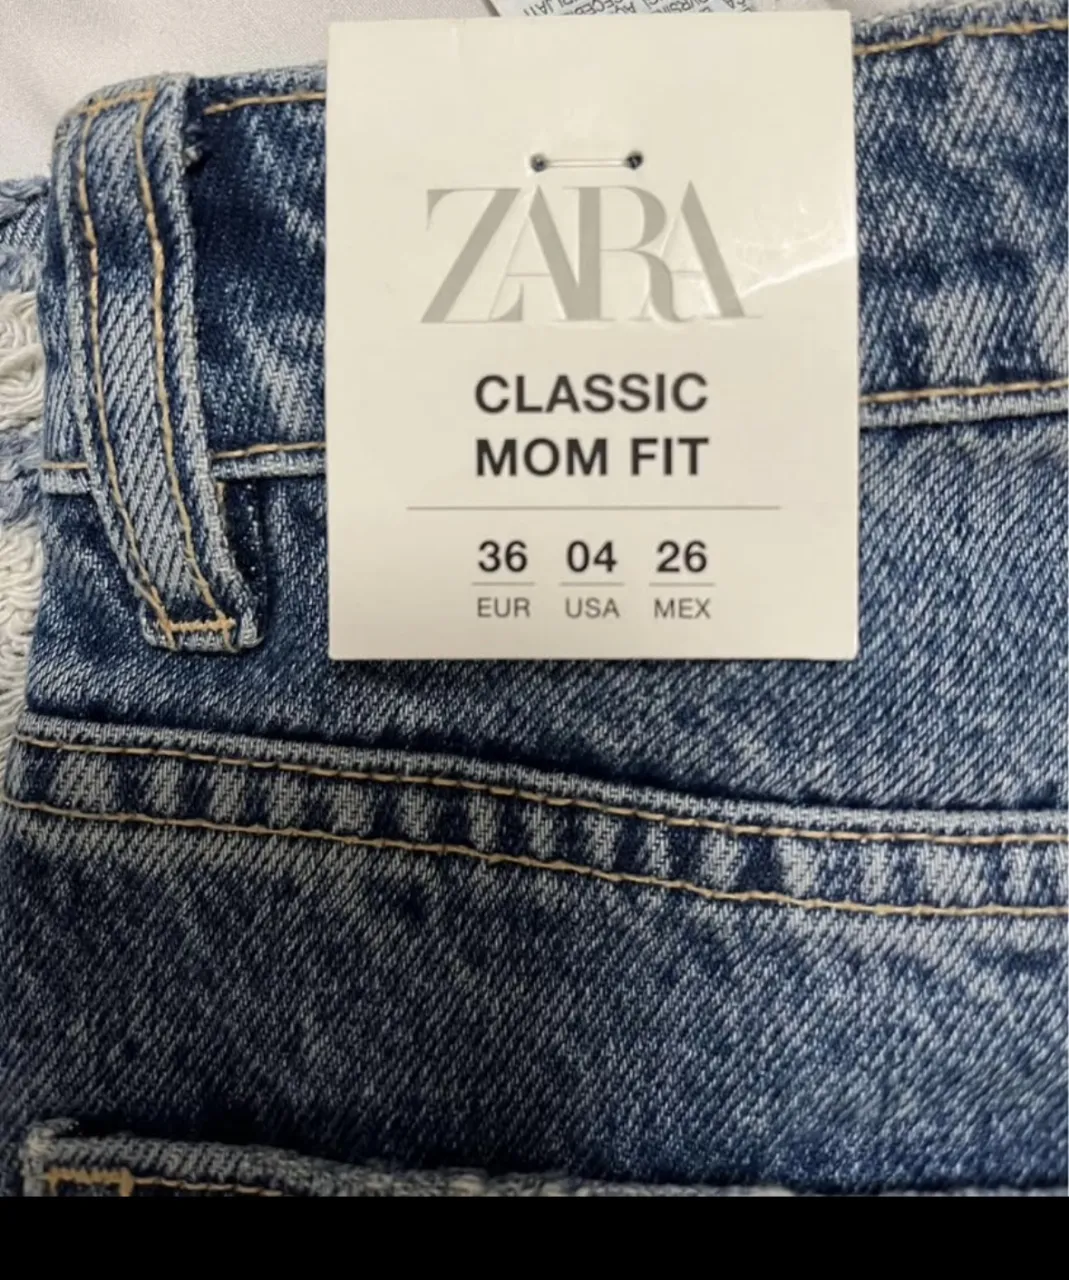 ZARA
CLASSIC
MOM FIT
36 04 26
EUR USA MEX